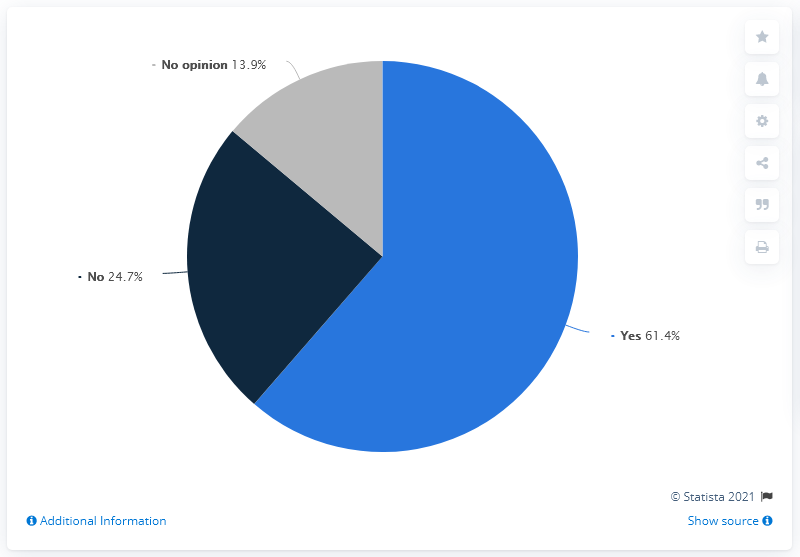 No opinion 13.9%
No 24.7%
Yes 61.4%
© Statista 2021
Additional Information
Show source